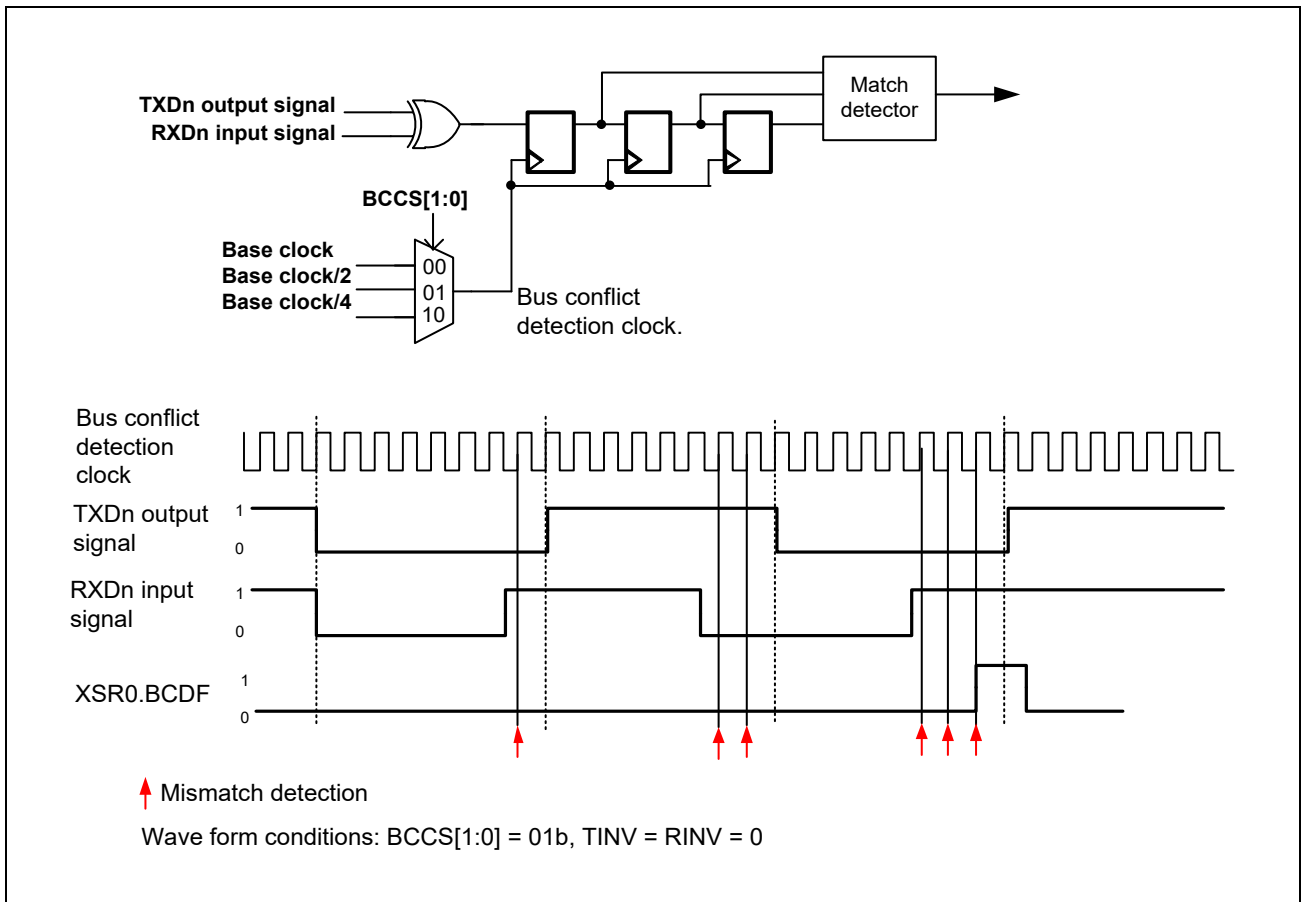 TXDn output signal
RXDn input signal
Match
detector
BCCS[1:0]
Base clock
Base clock/2
Base clock/4
00
01
10
Bus conflict
detection clock.
Bus conflict
detection
clock
TXDn output
signal
1
0
RXDn input
signal
1
0
XSR0.BCDF
1
0
Mismatch detection
Wave form conditions: BCCS[1:0] = 01b, TINV = RINV = 0